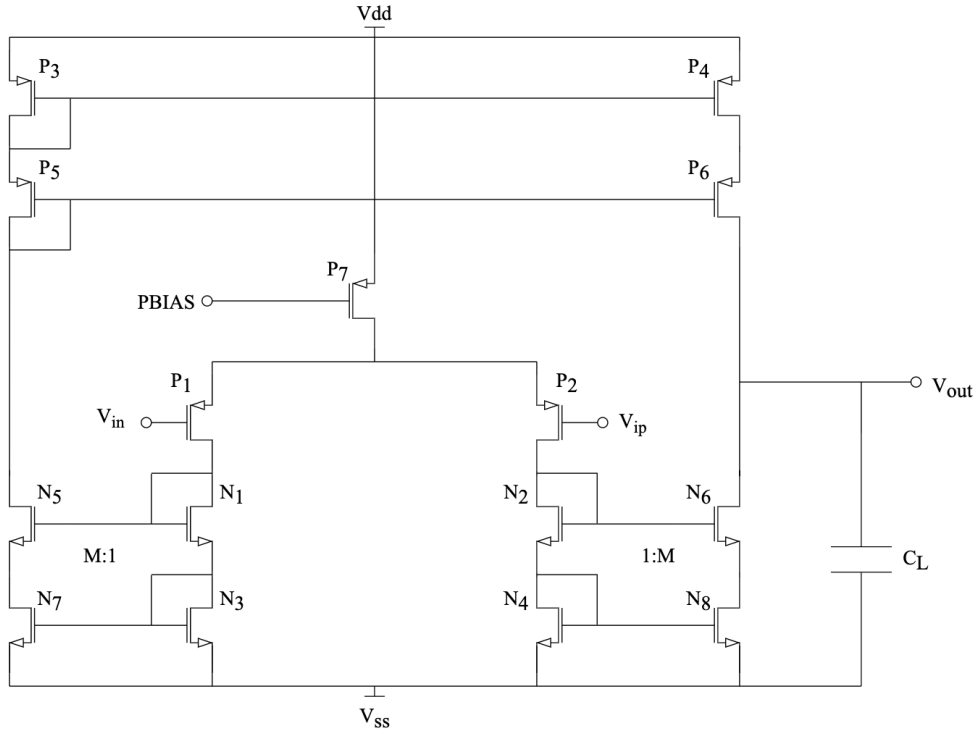 Vdd
P3 P4
P5 P6
P7
PBIAS
P1 P2
Vin Vip Vout
N5 N1 N2 N6
M:1 1:M CL
N7 N3 N4 N8
Vss